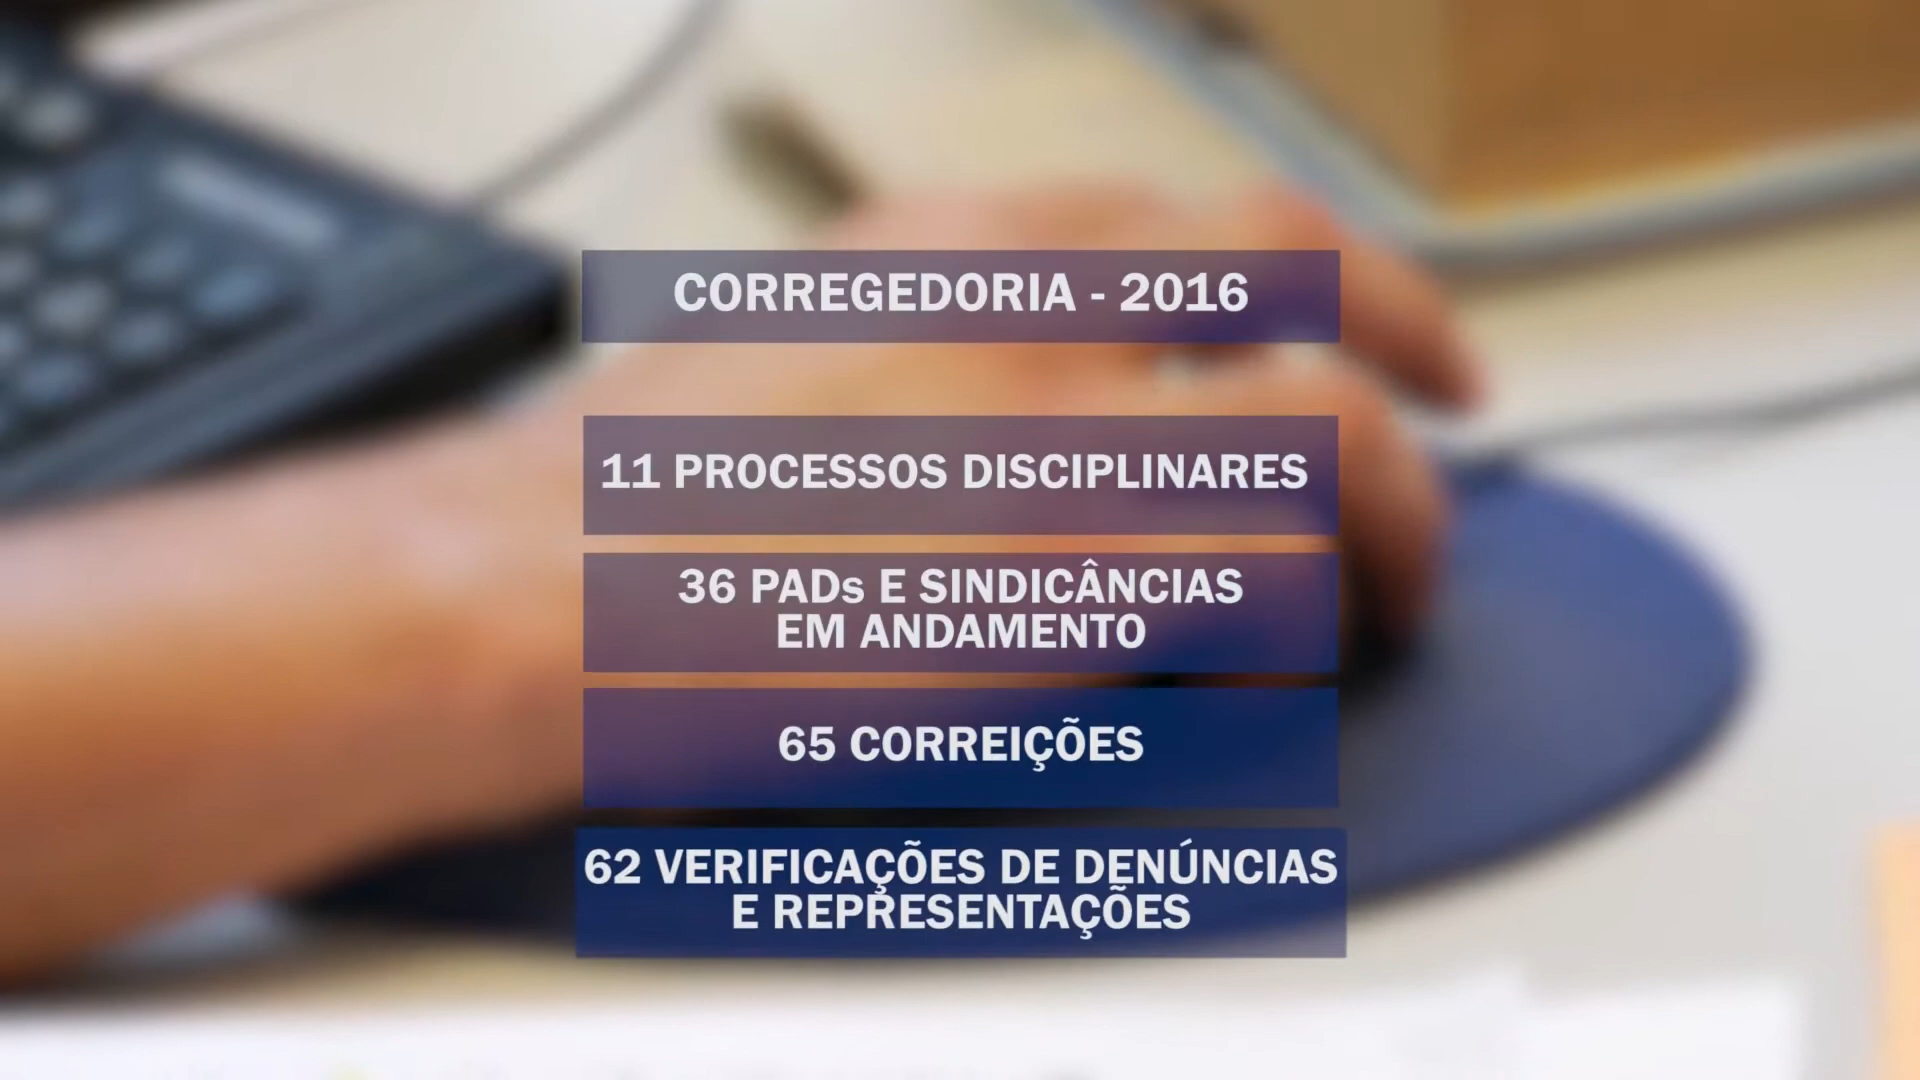 CORREGEDORIA - 2016
11 PROCESSOS DISCIPLINARES
36 PADs E SINDICÂNCIAS
EM ANDAMENTO
65 CORREIÇÕES
62 VERIFICAÇÕES DE DENÚNCIAS
E REPRESENTAÇÕES